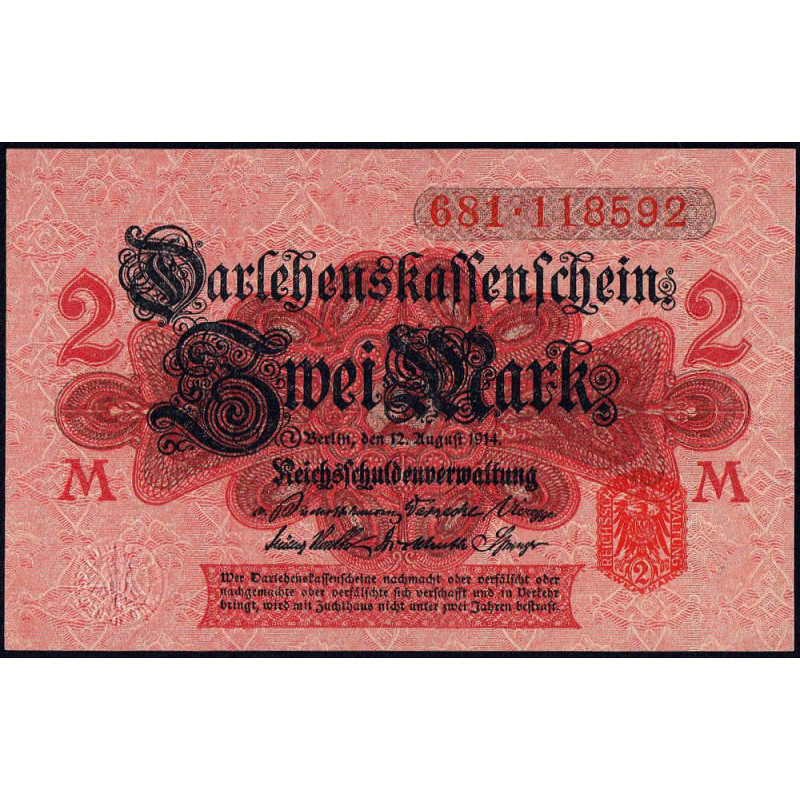 681·118592
Darlehenskassenschein.
2 2
Zwei Mark
Berlin, den 12. August 1914.
Reichsschuldenverwaltung
M M
Wer Darlehenskassenscheine nachmacht oder verfälscht oder
nachgemachte oder verfälschte sich verschafft und in Verkehr
bringt, wird mit Zuchthaus nicht unter zwei Jahren bestraft.
2